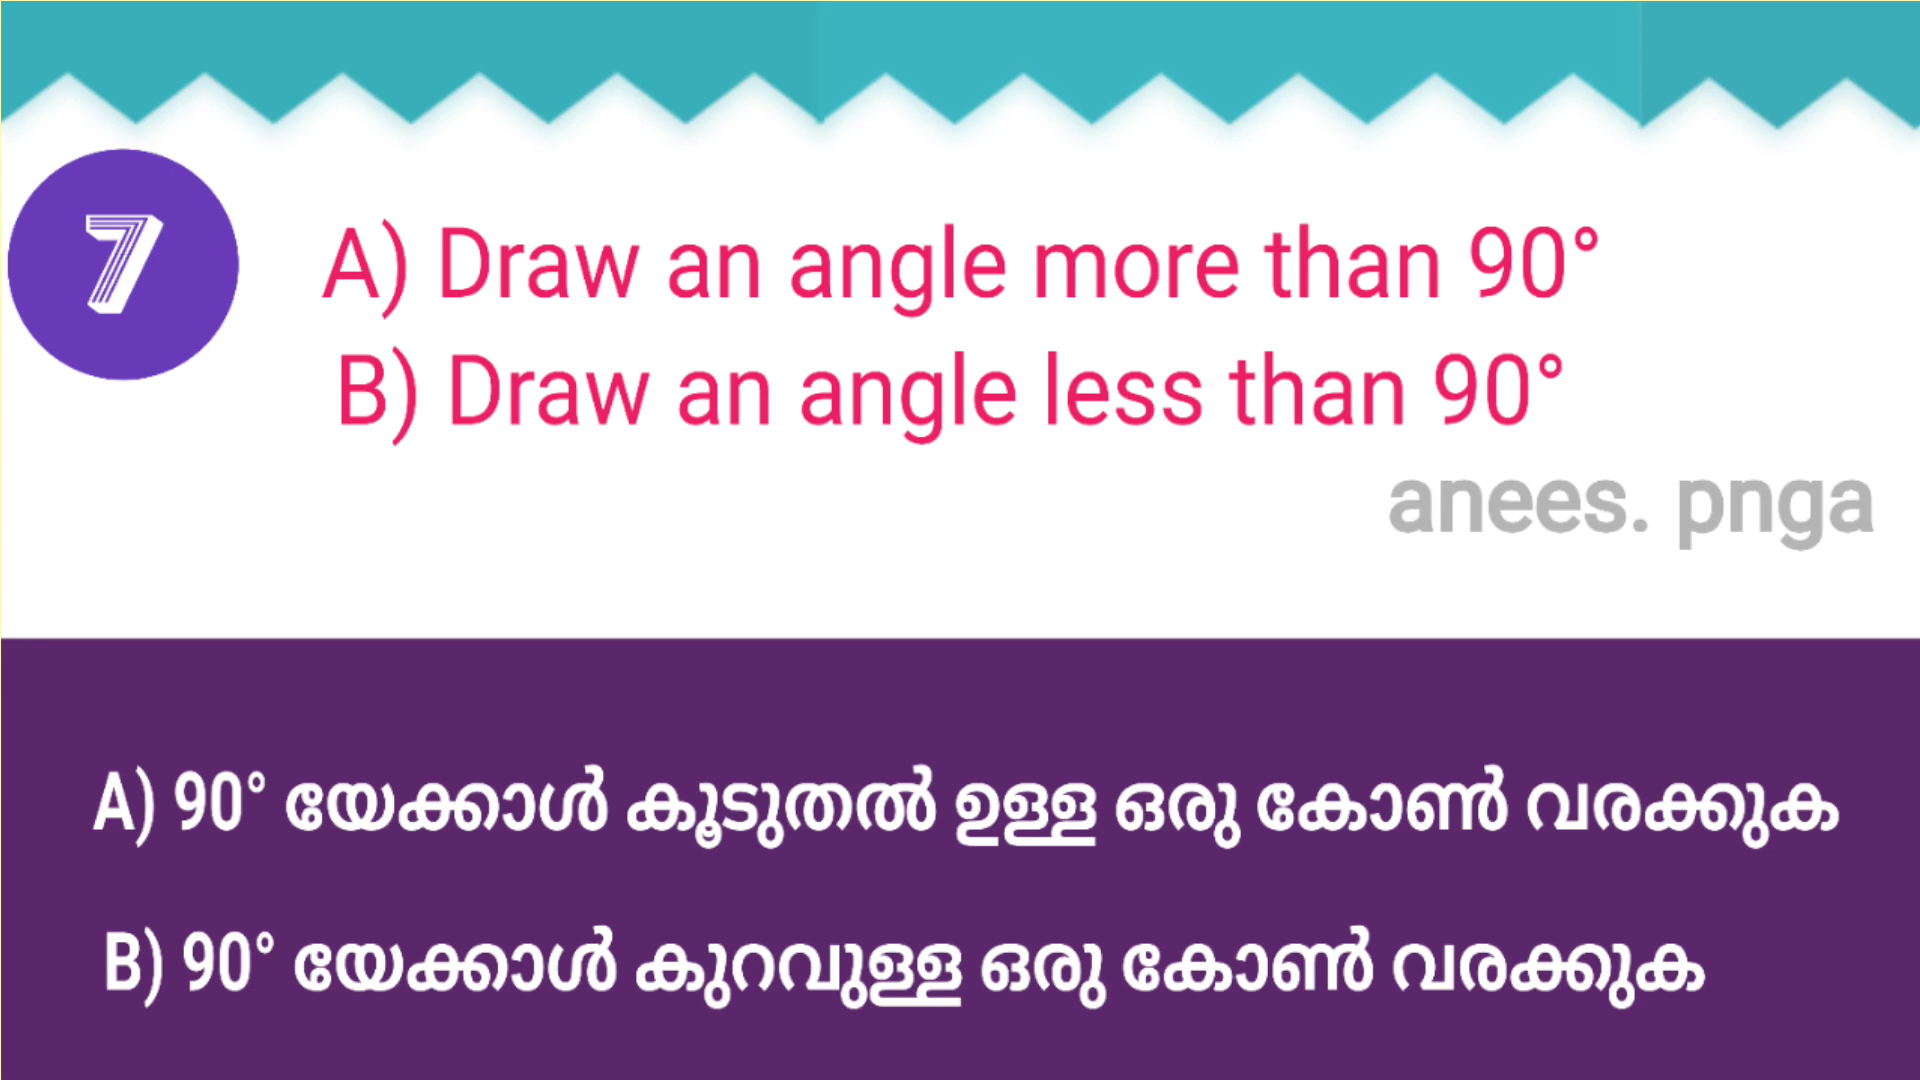 7
A) Draw an angle more than 90°
B) Draw an angle less than 90°
anees. pnga
A) 90° യേക്കാൾ കൂടുതൽ ഉള്ള ഒരു കോൺ വരക്കുക
B) 90° യേക്കാൾ കുറവുള്ള ഒരു കോൺ വരക്കുക